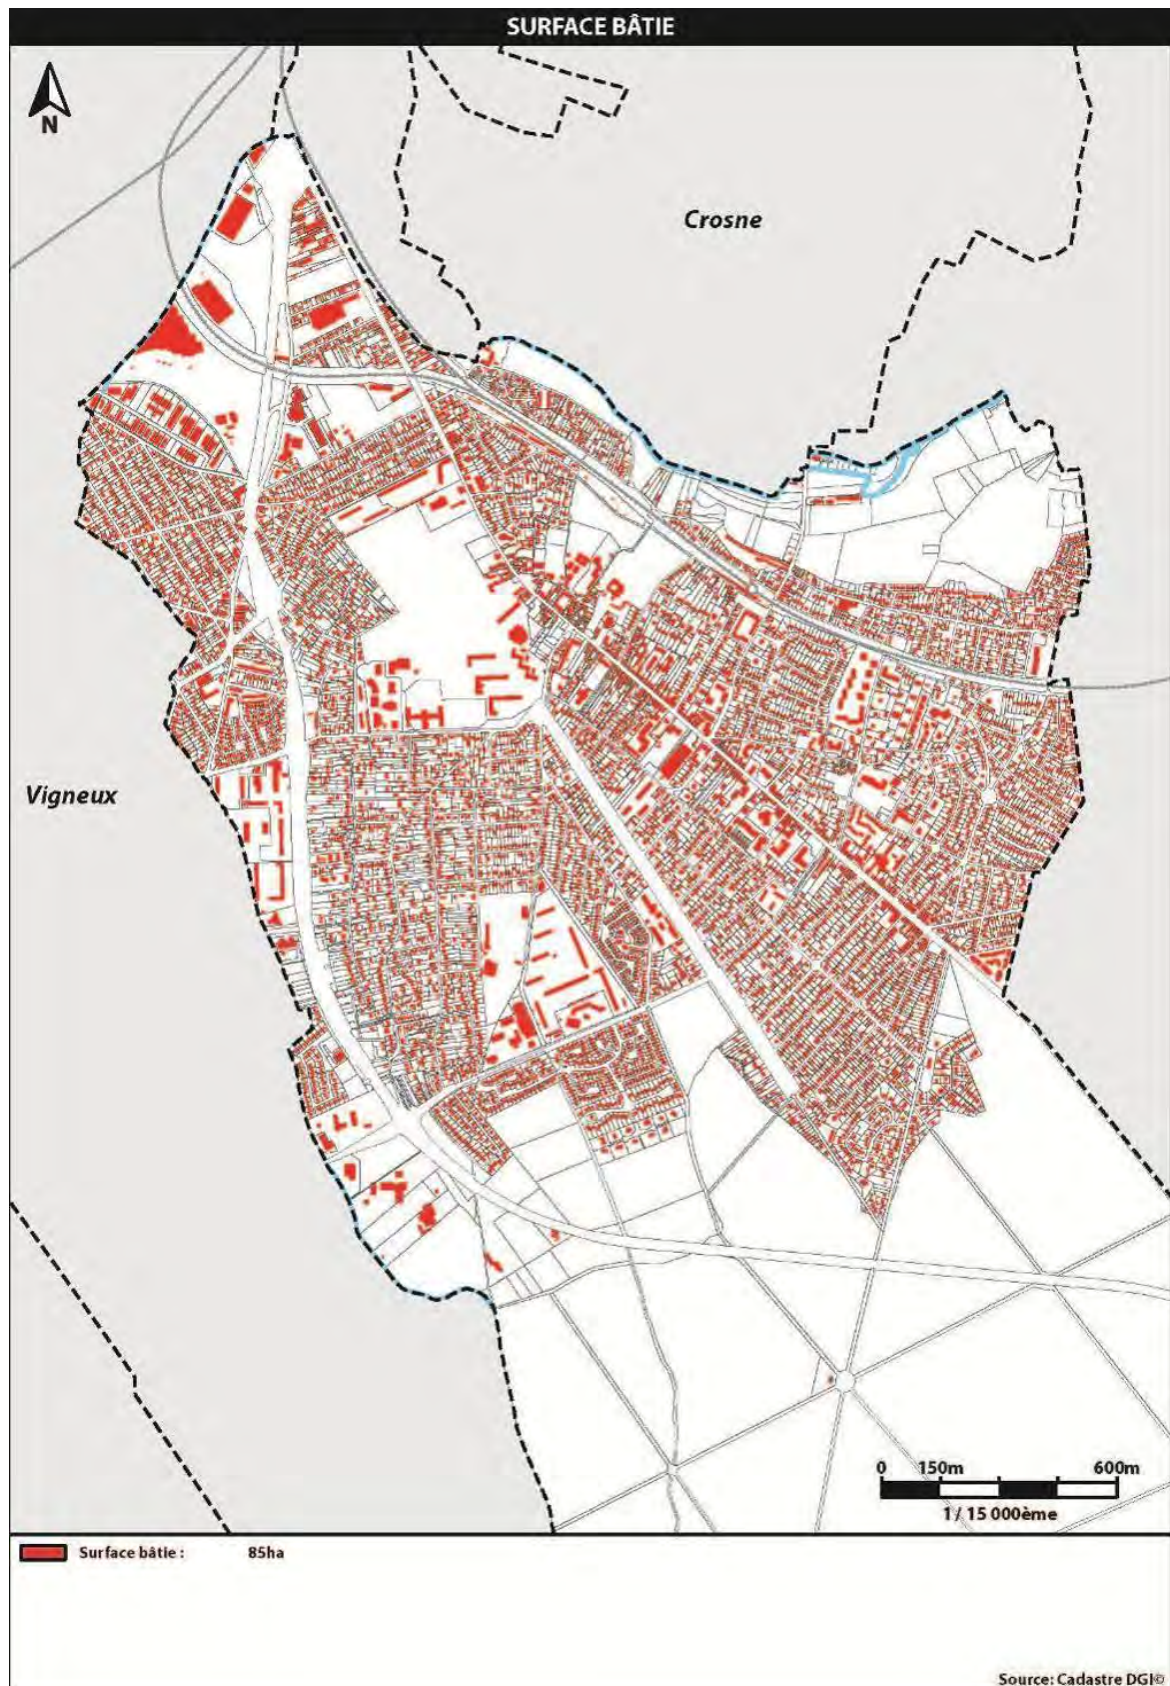 SURFACE BÂTIE
N
Crosne
Vigneux
0 150m 600m
1 / 15 000ème
Surface bâtie : 85ha
Source: Cadastre DGI©